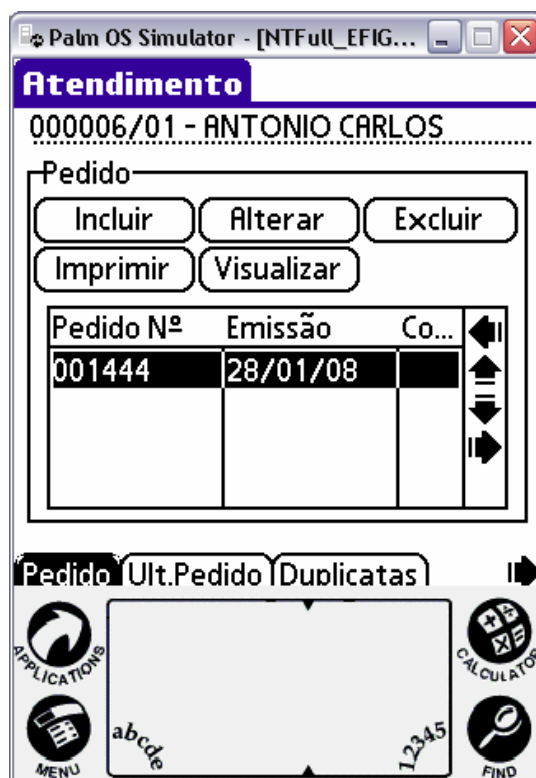 Palm OS Simulator - [NTFull_EFIG...
Atendimento
000006/01 - ANTONIO CARLOS
Pedido
Incluir Alterar Excluir
Imprimir Visualizar
Pedido Nº Emissão Co...
001444 28/01/08
Pedido Ult.Pedido Duplicatas
APPLICATIONS CALCULATOR
abcde 12345
MENU FIND